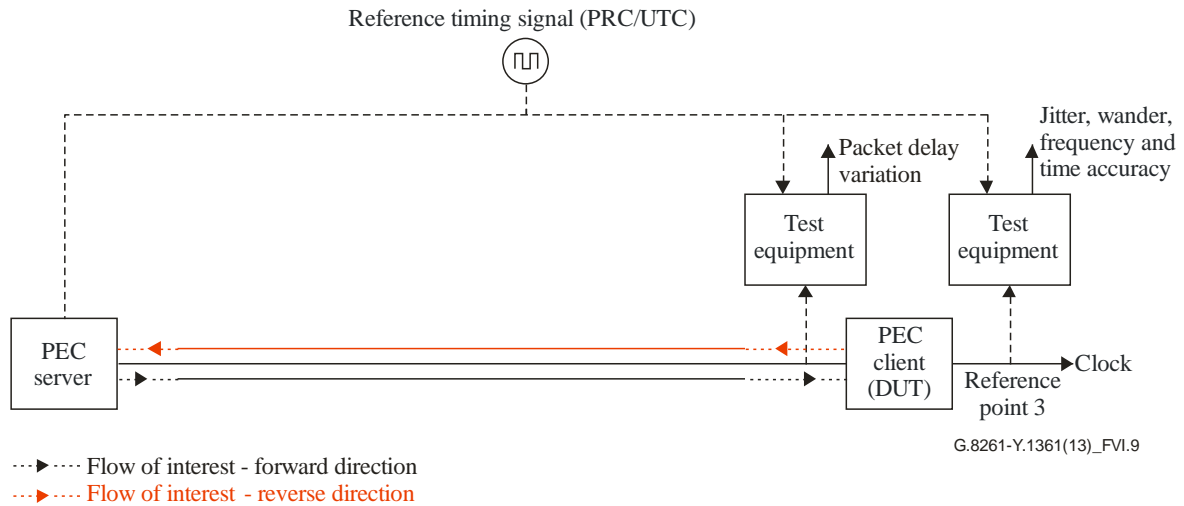 Reference timing signal (PRC/UTC)
Packet delay
variation
Jitter, wander,
frequency and
time accuracy
Test
equipment
Test
equipment
PEC
server
PEC
client
(DUT)
Clock
Reference
point 3
G.8261-Y.1361(13)_FVI.9
Flow of interest - forward direction
Flow of interest - reverse direction